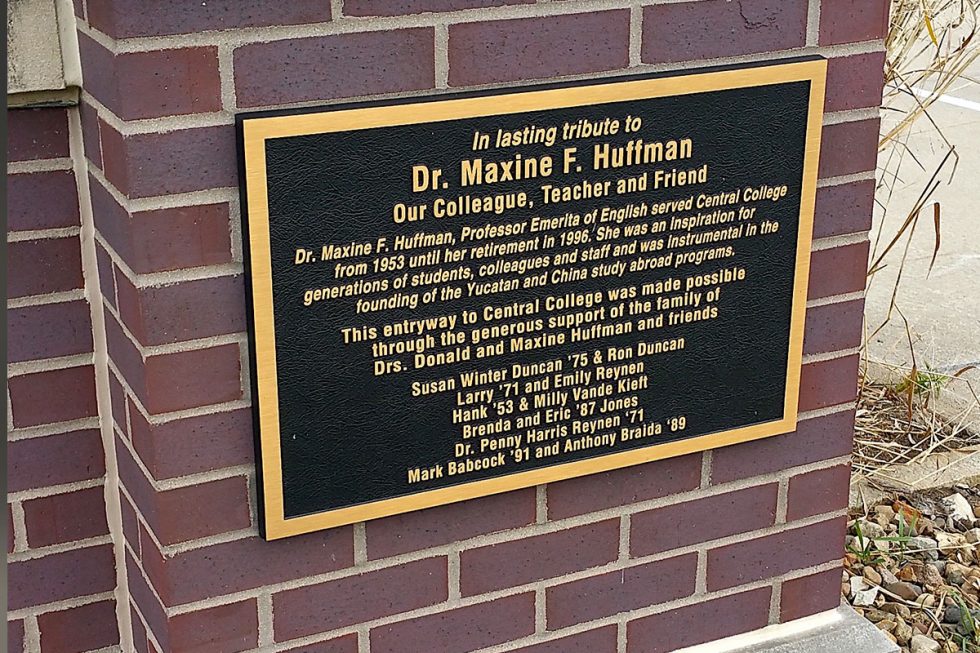 In lasting tribute to
Dr. Maxine F. Huffman
Our Colleague, Teacher and Friend
Dr. Maxine F. Huffman, Professor Emerita of English served Central College
from 1953 until her retirement in 1996. She was an inspiration for
generations of students, colleagues and staff and was instrumental in the
founding of the Yucatan and China study abroad programs.
This entryway to Central College was made possible
through the generous support of the family of
Drs. Donald and Maxine Huffman and friends
Susan Winter Duncan '75 & Ron Duncan
Larry '71 and Emily Reynen
Hank '53 & Milly Vande Kieft
Brenda and Eric '87 Jones
Dr. Penny Harris Reynen '71
Mark Babcock '91 and Anthony Braida '89